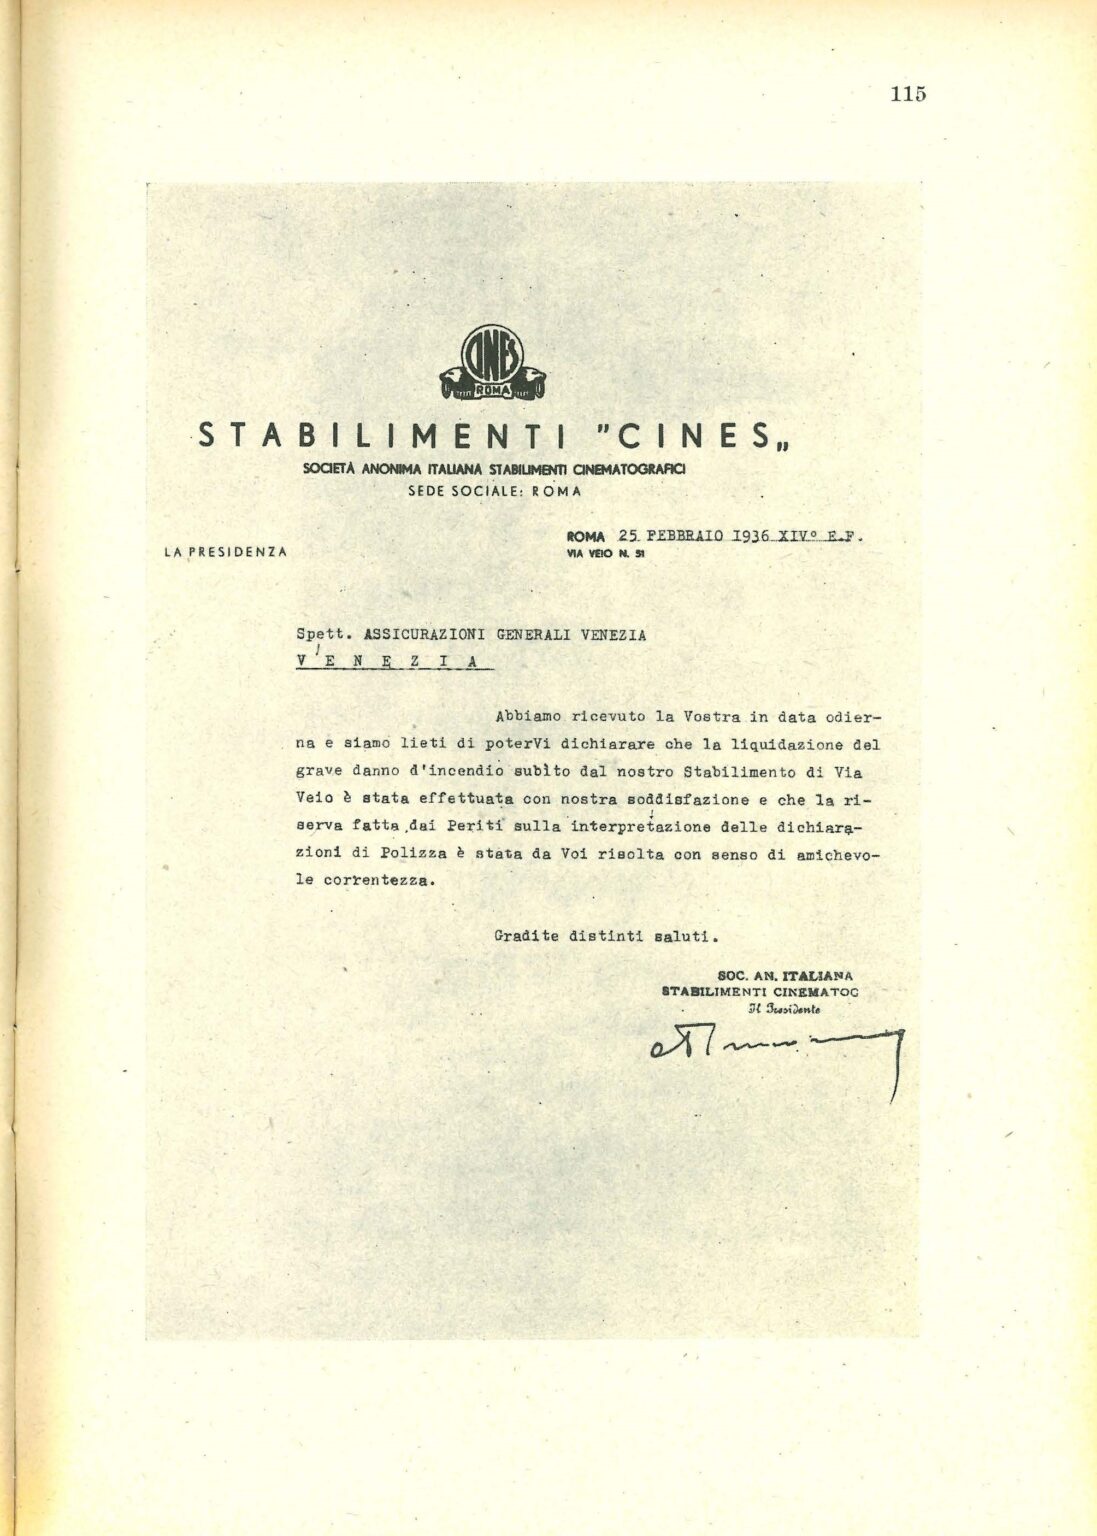 115
CINES
ROMA
STABILIMENTI "CINES„
SOCIETÀ ANONIMA ITALIANA STABILIMENTI CINEMATOGRAFICI
SEDE SOCIALE: ROMA
ROMA 25 FEBBRAIO 1936 XIV° E.F.
LA PRESIDENZA
VIA VEIO N. 51
Spett. ASSICURAZIONI GENERALI VENEZIA
V E N E Z I A
Abbiamo ricevuto la Vostra in data odier-
na e siamo lieti di poterVi dichiarare che la liquidazione del
grave danno d'incendio subìto dal nostro Stabilimento di Via
Veio è stata effettuata con nostra soddisfazione e che la ri-
serva fatta dai Periti sulla interpretazione delle dichiara-
zioni di Polizza è stata da Voi risolta con senso di amichevo-
le correntezza.
Gradite distinti saluti.
SOC. AN. ITALIANA
STABILIMENTI CINEMATOG
Il Presidente